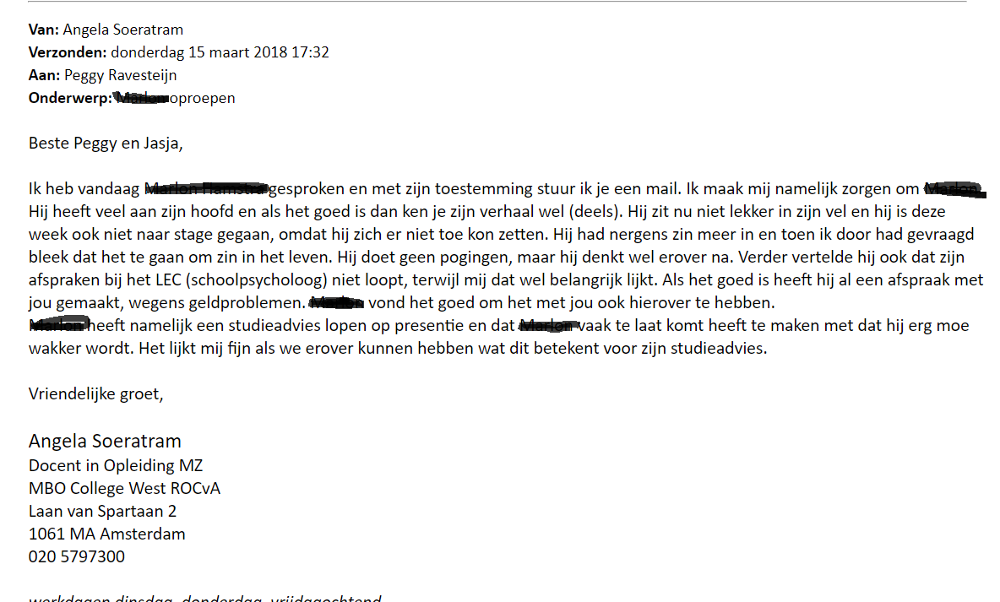 Van: Angela Soeratram
Verzonden: donderdag 15 maart 2018 17:32
Aan: Peggy Ravesteijn
Onderwerp: oproepen
Beste Peggy en Jasja,
Ik heb vandaag gesproken en met zijn toestemming stuur ik je een mail. Ik maak mij namelijk zorgen om
Hij heeft veel aan zijn hoofd en als het goed is dan ken je zijn verhaal wel (deels). Hij zit nu niet lekker in zijn vel en hij is deze
week ook niet naar stage gegaan, omdat hij zich er niet toe kon zetten. Hij had nergens zin meer in en toen ik door had gevraagd
bleek dat het te gaan om zin in het leven. Hij doet geen pogingen, maar hij denkt wel erover na. Verder vertelde hij ook dat zijn
afspraken bij het LEC (schoolpsycholoog) niet loopt, terwijl mij dat wel belangrijk lijkt. Als het goed is heeft hij al een afspraak met
jou gemaakt, wegens geldproblemen. vond het goed om het met jou ook hierover te hebben.
heeft namelijk een studieadvies lopen op presentie en dat vaak te laat komt heeft te maken met dat hij erg moe
wakker wordt. Het lijkt mij fijn als we erover kunnen hebben wat dit betekent voor zijn studieadvies.
Vriendelijke groet,
Angela Soeratram
Docent in Opleiding MZ
MBO College West ROCvA
Laan van Spartaan 2
1061 MA Amsterdam
020 5797300
werkdagen dinsdag, donderdag, vrijdagochtend